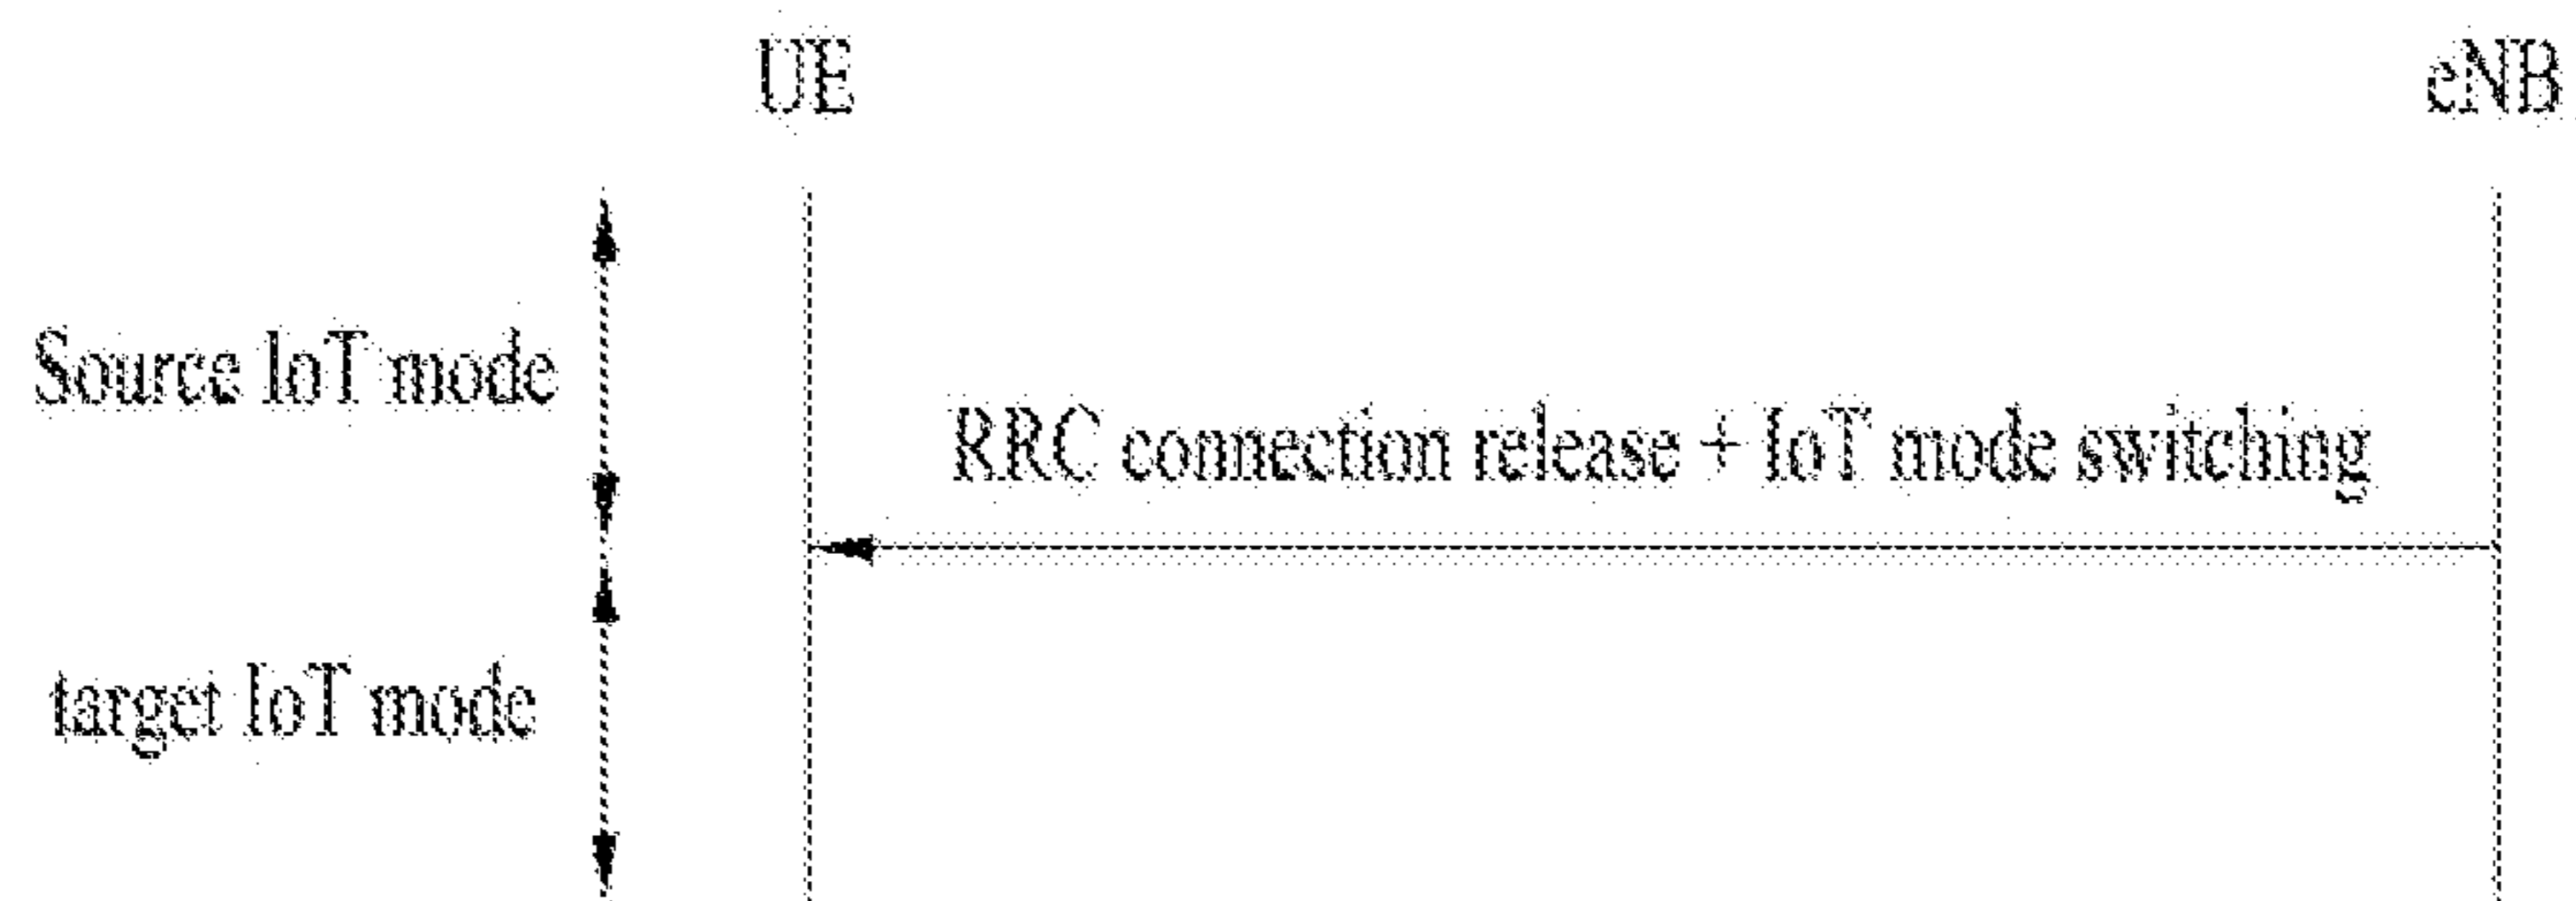 UE
eNB
Source IoT mode
RRC connection release + IoT mode switching
target IoT mode